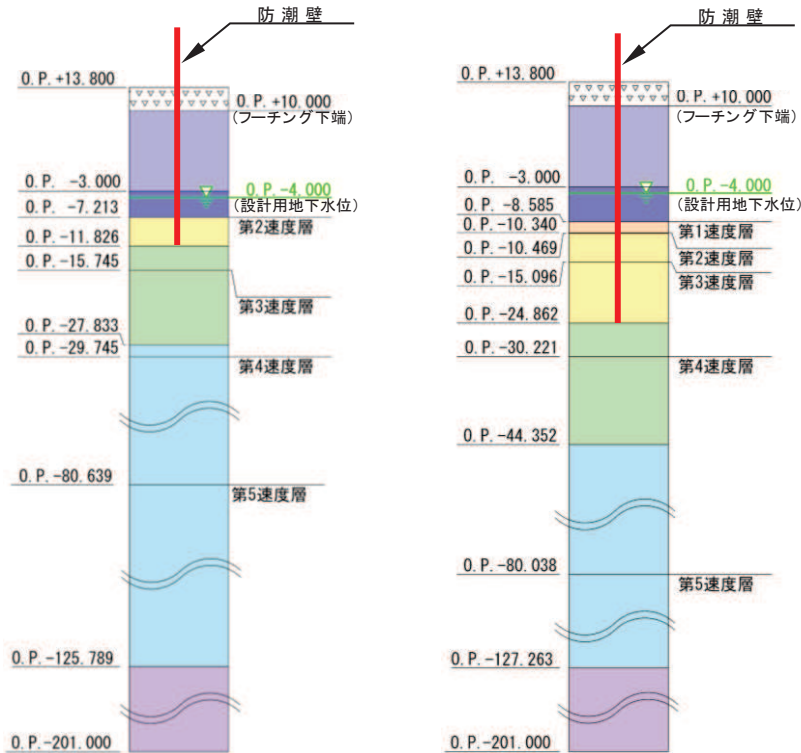 防潮壁
O.P.+13.800
O.P.+10.000
(フーチング下端)
O.P. -3.000
O.P.-4.000
(設計用地下水位)
O.P. -7.213
第2速度層
O.P.-11.826
O.P.-15.745
第3速度層
O.P.-27.833
O.P.-29.745
第4速度層
O.P.-80.639
第5速度層
O.P.-125.789
O.P.-201.000
防潮壁
O.P.+13.800
O.P.+10.000
(フーチング下端)
O.P. -3.000
O.P.-4.000
(設計用地下水位)
O.P. -8.585
O.P.-10.340
第1速度層
O.P.-10.469
第2速度層
O.P.-15.096
第3速度層
O.P.-24.862
O.P.-30.221
第4速度層
O.P.-44.352
O.P.-80.038
第5速度層
O.P.-127.263
O.P.-201.000